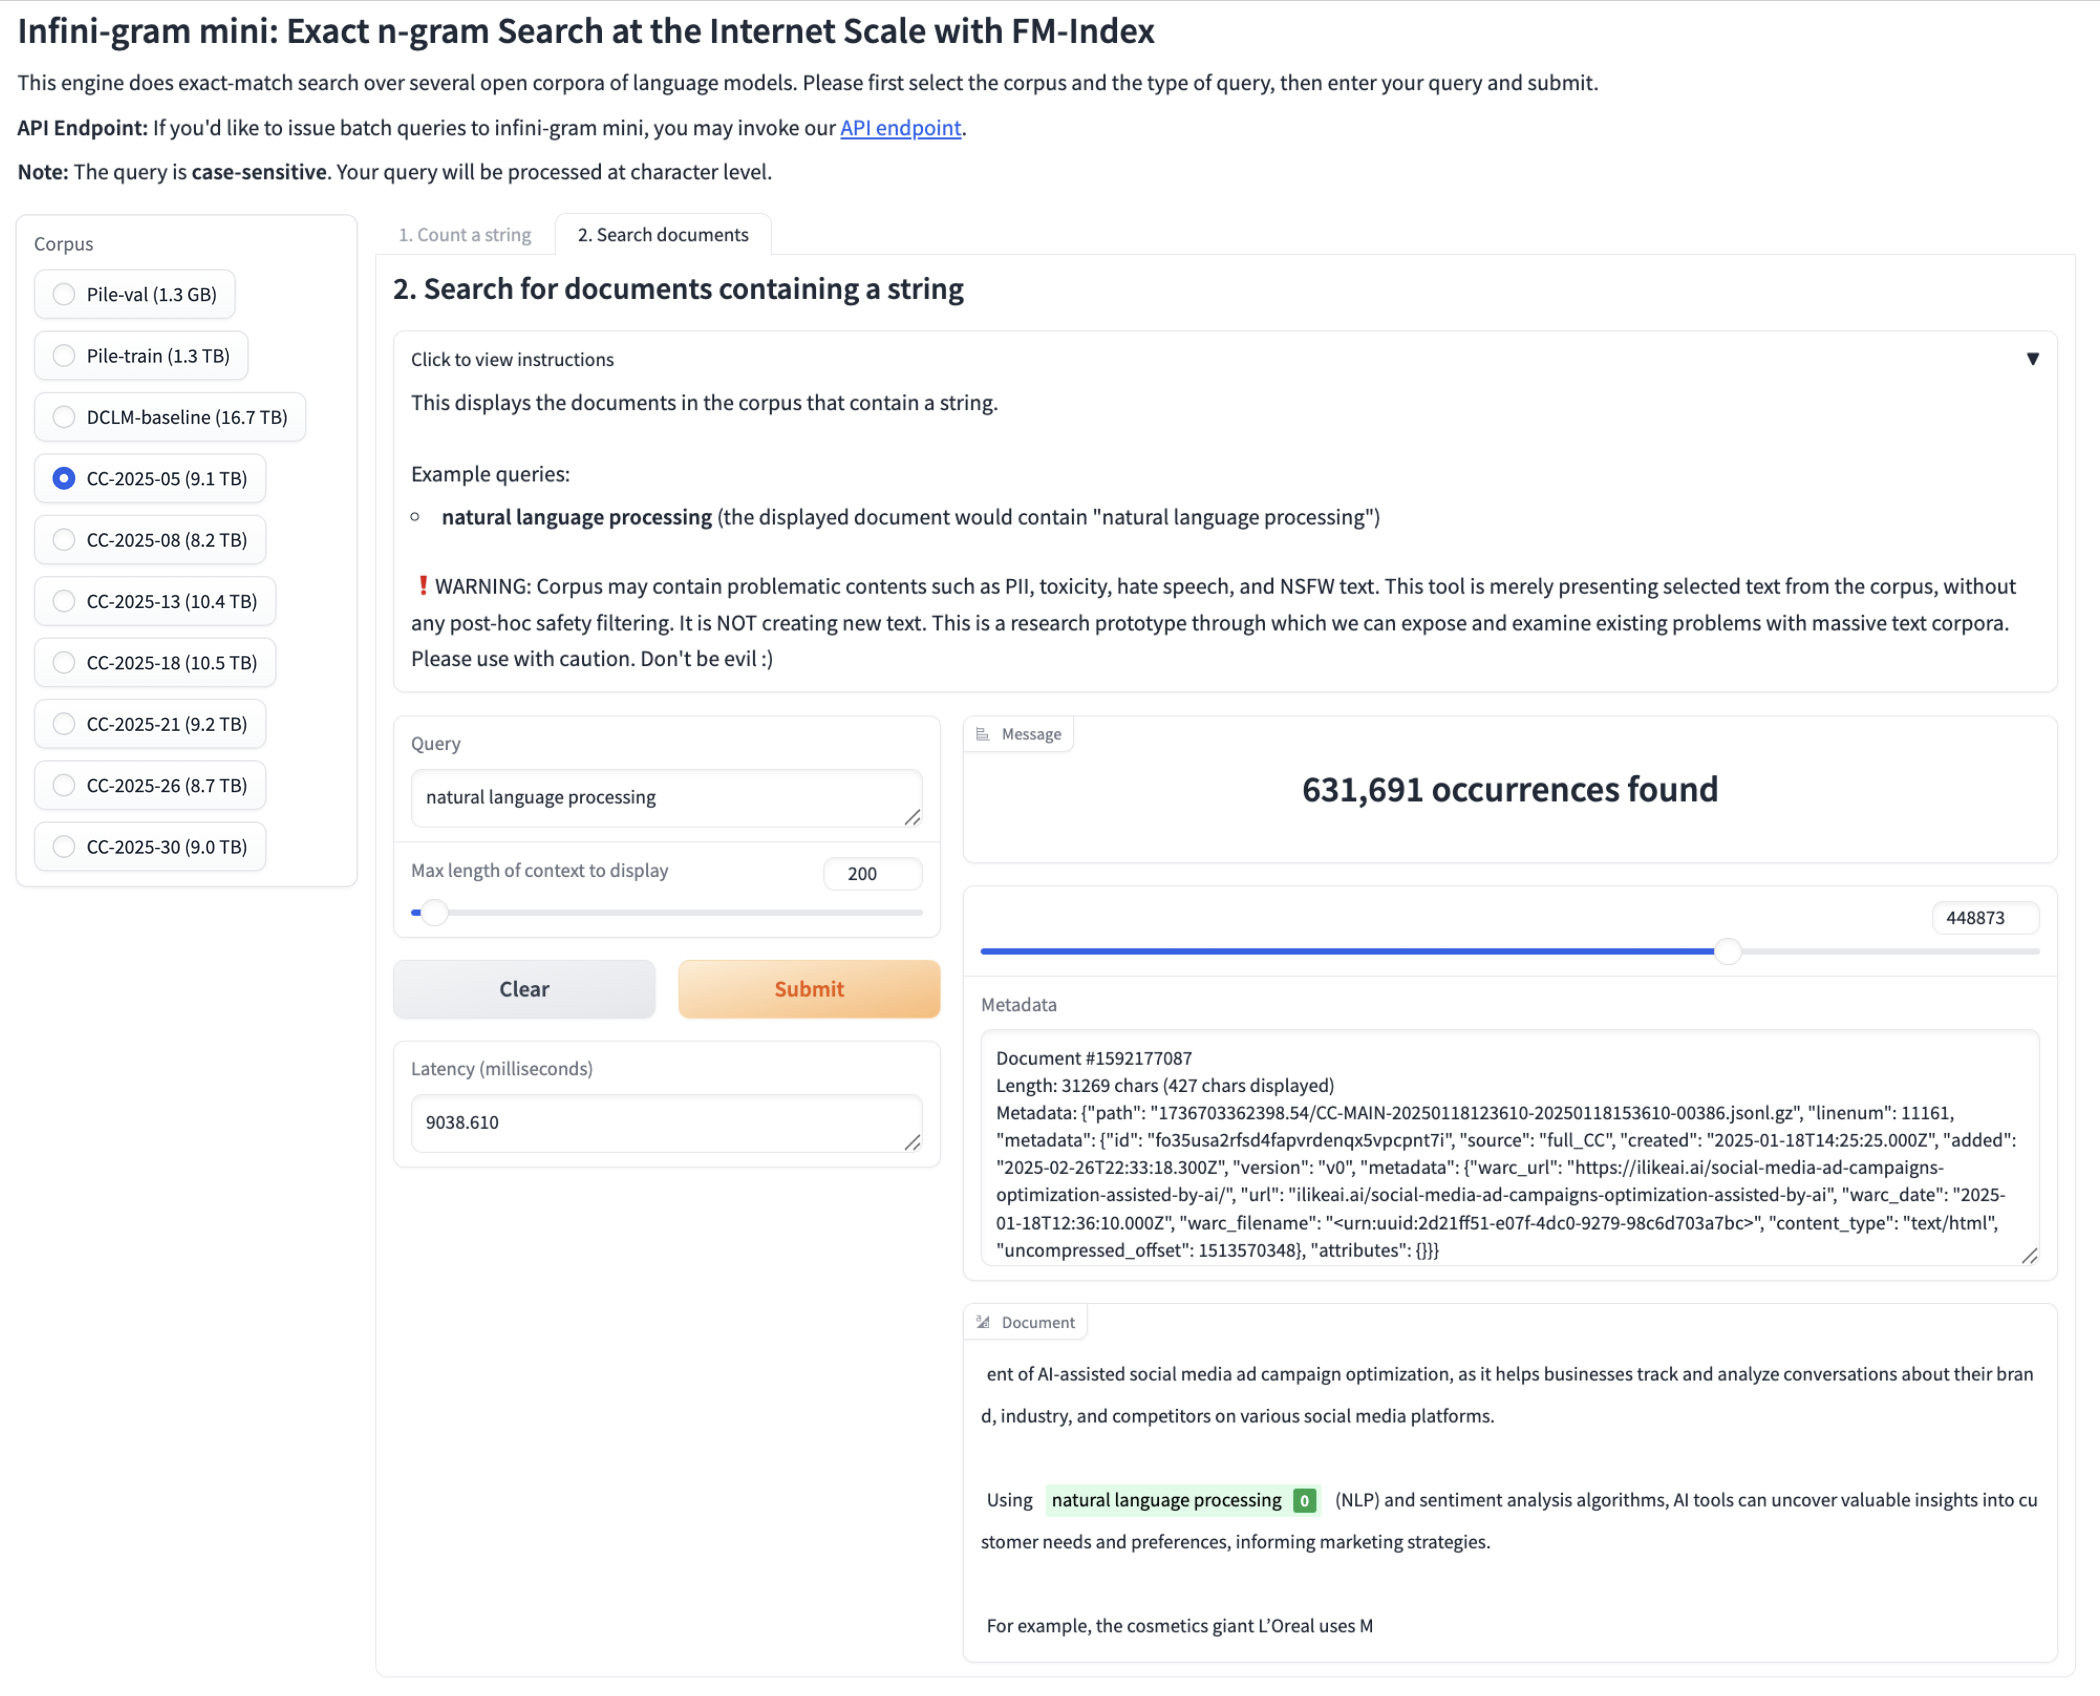 Infini-gram mini: Exact n-gram Search at the Internet Scale with FM-Index
This engine does exact-match search over several open corpora of language models. Please first select the corpus and the type of query, then enter your query and submit.
API Endpoint: If you'd like to issue batch queries to infini-gram mini, you may invoke our API endpoint.
Note: The query is case-sensitive. Your query will be processed at character level.
Corpus
Pile-val (1.3 GB)
Pile-train (1.3 TB)
DCLM-baseline (16.7 TB)
CC-2025-05 (9.1 TB)
CC-2025-08 (8.2 TB)
CC-2025-13 (10.4 TB)
CC-2025-18 (10.5 TB)
CC-2025-21 (9.2 TB)
CC-2025-26 (8.7 TB)
CC-2025-30 (9.0 TB)
1. Count a string
2. Search documents
2. Search for documents containing a string
Click to view instructions
This displays the documents in the corpus that contain a string.
Example queries:
natural language processing (the displayed document would contain "natural language processing")
❗WARNING: Corpus may contain problematic contents such as PII, toxicity, hate speech, and NSFW text. This tool is merely presenting selected text from the corpus, without
any post-hoc safety filtering. It is NOT creating new text. This is a research prototype through which we can expose and examine existing problems with massive text corpora.
Please use with caution. Don't be evil :)
Query
natural language processing
Max length of context to display
200
Clear
Submit
Latency (milliseconds)
9038.610
Message
631,691 occurrences found
448873
Metadata
Document #1592177087
Length: 31269 chars (427 chars displayed)
Metadata: {"path": "1736703362398.54/CC-MAIN-20250118123610-20250118153610-00386.jsonl.gz", "linenum": 11161,
"metadata": {"id": "fo35usa2rfsd4fapvrdenqx5vpcpnt7i", "source": "full_CC", "created": "2025-01-18T14:25:25.000Z", "added":
"2025-02-26T22:33:18.300Z", "version": "v0", "metadata": {"warc_url": "https://ilikeai.ai/social-media-ad-campaigns-
optimization-assisted-by-ai/", "url": "ilikeai.ai/social-media-ad-campaigns-optimization-assisted-by-ai", "warc_date": "2025-
01-18T12:36:10.000Z", "warc_filename": "<urn:uuid:2d21ff51-e07f-4dc0-9279-98c6d703a7bc>", "content_type": "text/html",
"uncompressed_offset": 1513570348}, "attributes": {}}}
Document
ent of AI-assisted social media ad campaign optimization, as it helps businesses track and analyze conversations about their bran
d, industry, and competitors on various social media platforms.
Using natural language processing 0 (NLP) and sentiment analysis algorithms, AI tools can uncover valuable insights into cu
stomer needs and preferences, informing marketing strategies.
For example, the cosmetics giant L’Oreal uses M